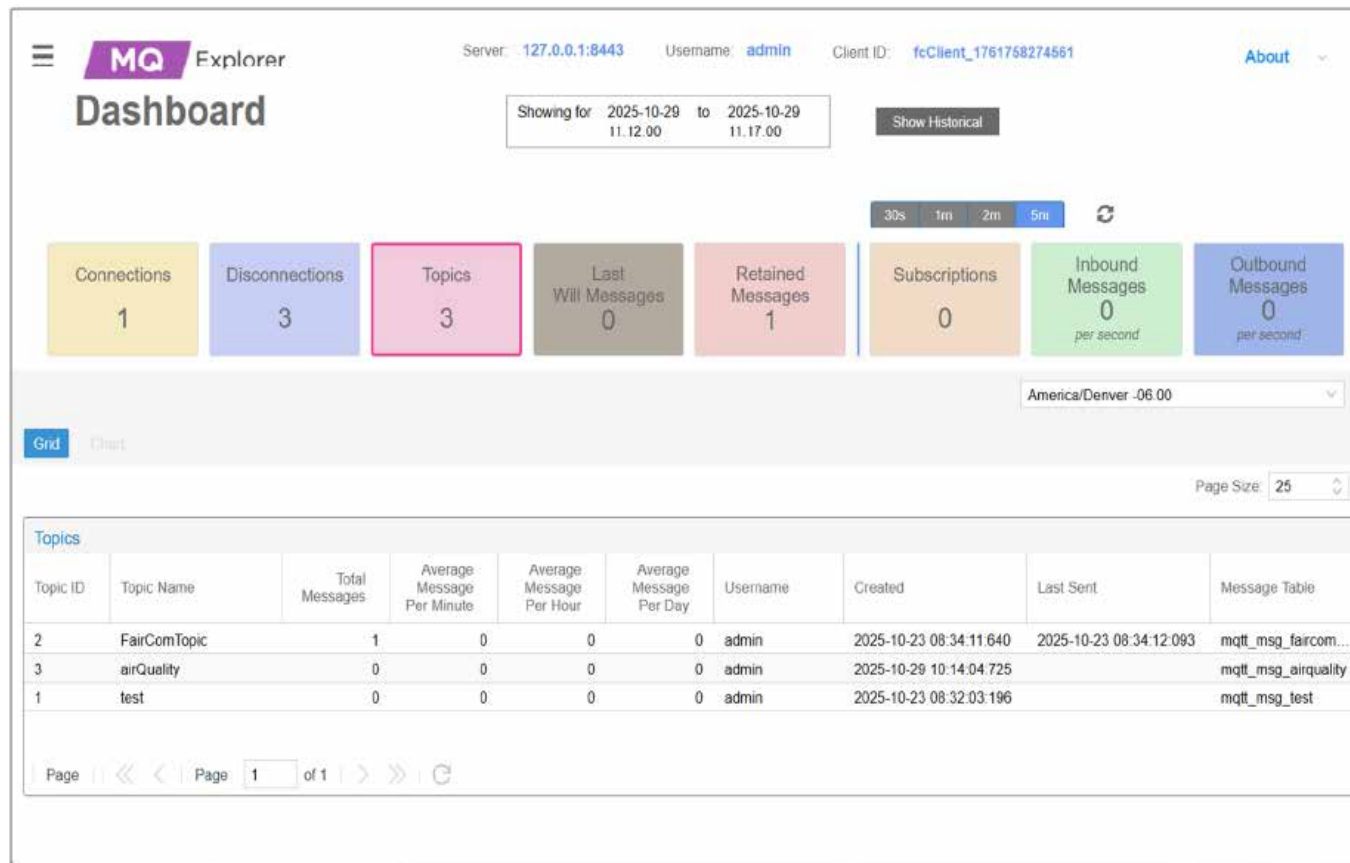 MQ Explorer
Server: 127.0.0.1:8443 Username: admin Client ID: fcClient_1761758274561 About
Dashboard
Showing for 2025-10-29 to 2025-10-29
11.12.00 11.17.00
Show Historical
30s 1m 2m 5m
Connections
1
Disconnections
3
Topics
3
Last
Will Messages
0
Retained
Messages
1
Subscriptions
0
Inbound
Messages
0
per second
Outbound
Messages
0
per second
America/Denver -06.00
Grid Chart
Page Size: 25
Topics
Topic ID Topic Name Total Messages Average Message Per Minute Average Message Per Hour Average Message Per Day Username Created Last Sent Message Table
2 FairComTopic 1 0 0 0 admin 2025-10-23 08:34:11:640 2025-10-23 08:34:12:093 mqtt_msg_faircom...
3 airQuality 0 0 0 0 admin 2025-10-29 10:14:04:725 mqtt_msg_airquality
1 test 0 0 0 0 admin 2025-10-23 08:32:03:196 mqtt_msg_test
Page Page 1 of 1